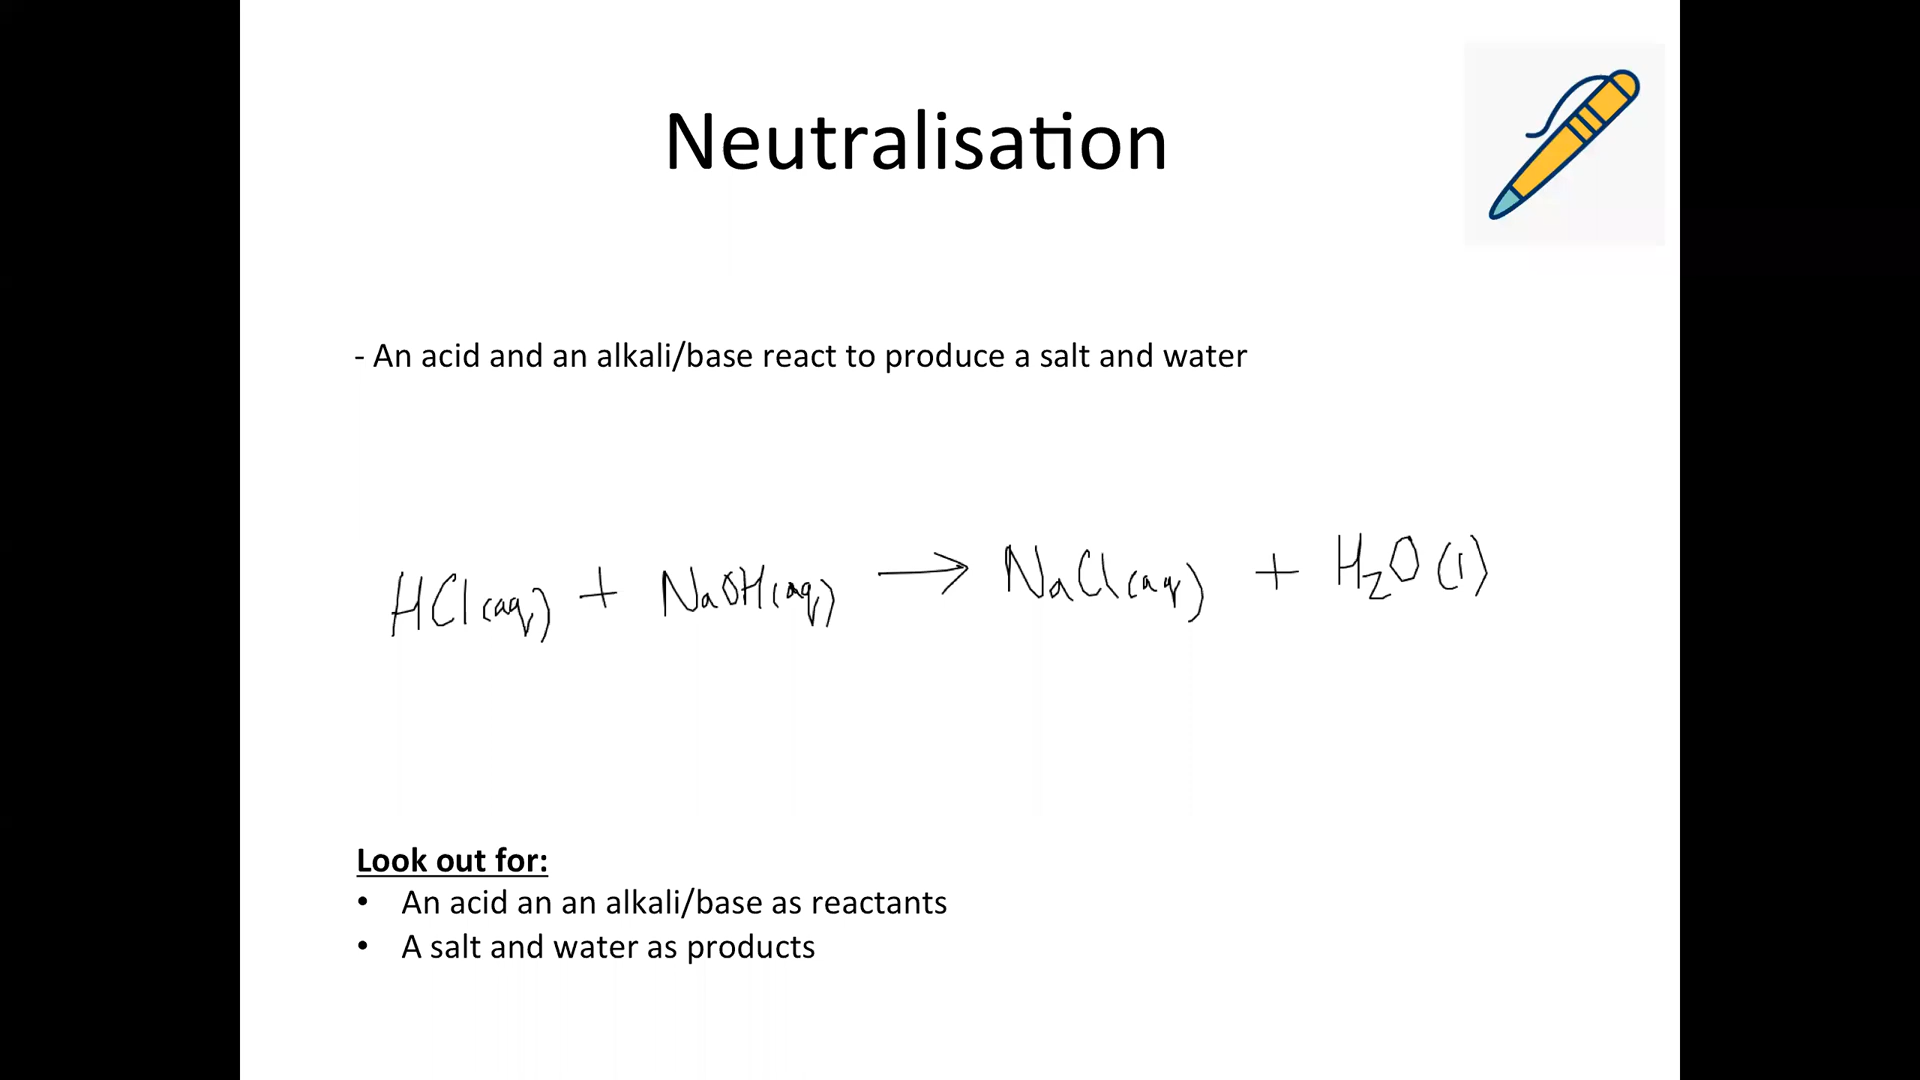 Neutralisation
- An acid and an alkali/base react to produce a salt and water
HCl(aq) + NaOH(aq) → NaCl(aq) + H₂O(l)
Look out for:
• An acid an an alkali/base as reactants
• A salt and water as products